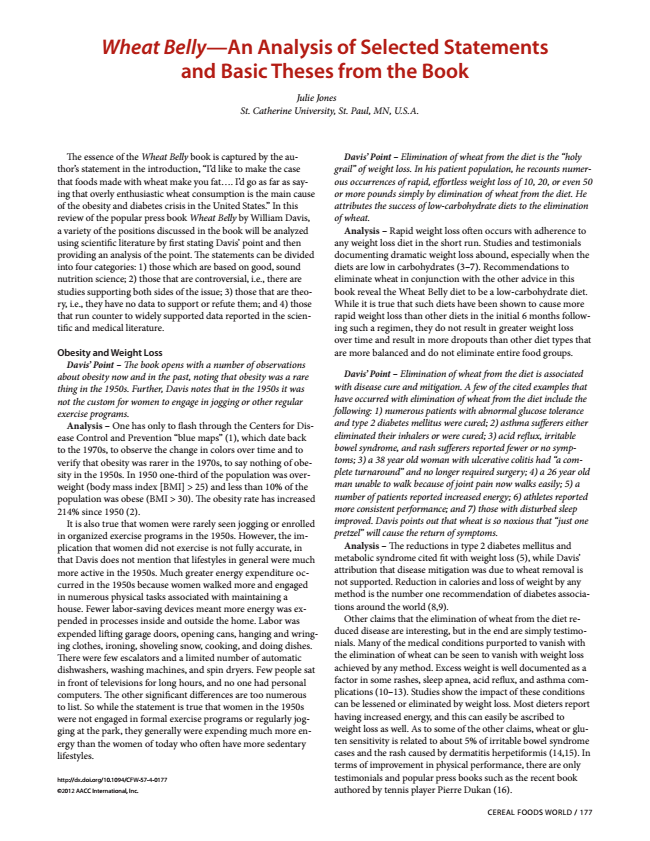 Wheat Belly—An Analysis of Selected Statements
and Basic Theses from the Book
Julie Jones
St. Catherine University, St. Paul, MN, U.S.A.
The essence of the Wheat Belly book is captured by the au-
thor's statement in the introduction, "I'd like to make the case
that foods made with wheat make you fat…. I'd go as far as say-
ing that overly enthusiastic wheat consumption is the main cause
of the obesity and diabetes crisis in the United States." In this
review of the popular press book Wheat Belly by William Davis,
a variety of the positions discussed in the book will be analyzed
using scientific literature by first stating Davis' point and then
providing an analysis of the point. The statements can be divided
into four categories: 1) those which are based on good, sound
nutrition science; 2) those that are controversial, i.e., there are
studies supporting both sides of the issue; 3) those that are theo-
ry, i.e., they have no data to support or refute them; and 4) those
that run counter to widely supported data reported in the scien-
tific and medical literature.
Obesity and Weight Loss
Davis' Point – The book opens with a number of observations
about obesity now and in the past, noting that obesity was a rare
thing in the 1950s. Further, Davis notes that in the 1950s it was
not the custom for women to engage in jogging or other regular
exercise programs.
Analysis – One has only to flash through the Centers for Dis-
ease Control and Prevention "blue maps" (1), which date back
to the 1970s, to observe the change in colors over time and to
verify that obesity was rarer in the 1970s, to say nothing of obe-
sity in the 1950s. In 1950 one-third of the population was over-
weight (body mass index [BMI] > 25) and less than 10% of the
population was obese (BMI > 30). The obesity rate has increased
214% since 1950 (2).
It is also true that women were rarely seen jogging or enrolled
in organized exercise programs in the 1950s. However, the im-
plication that women did not exercise is not fully accurate, in
that Davis does not mention that lifestyles in general were much
more active in the 1950s. Much greater energy expenditure oc-
curred in the 1950s because women walked more and engaged
in numerous physical tasks associated with maintaining a
house. Fewer labor-saving devices meant more energy was ex-
pended in processes inside and outside the home. Labor was
expended lifting garage doors, opening cans, hanging and wring-
ing clothes, ironing, shoveling snow, cooking, and doing dishes.
There were few escalators and a limited number of automatic
dishwashers, washing machines, and spin dryers. Few people sat
in front of televisions for long hours, and no one had personal
computers. The other significant differences are too numerous
to list. So while the statement is true that women in the 1950s
were not engaged in formal exercise programs or regularly jog-
ging at the park, they generally were expending much more en-
ergy than the women of today who often have more sedentary
lifestyles.
http://dx.doi.org/10.1094/CFW-57-4-0177
©2012 AACC International, Inc.
Davis' Point – Elimination of wheat from the diet is the "holy
grail" of weight loss. In his patient population, he recounts numer-
ous occurrences of rapid, effortless weight loss of 10, 20, or even 50
or more pounds simply by elimination of wheat from the diet. He
attributes the success of low-carbohydrate diets to the elimination
of wheat.
Analysis – Rapid weight loss often occurs with adherence to
any weight loss diet in the short run. Studies and testimonials
documenting dramatic weight loss abound, especially when the
diets are low in carbohydrates (3–7). Recommendations to
eliminate wheat in conjunction with the other advice in this
book reveal the Wheat Belly diet to be a low-carbohydrate diet.
While it is true that such diets have been shown to cause more
rapid weight loss than other diets in the initial 6 months follow-
ing such a regimen, they do not result in greater weight loss
over time and result in more dropouts than other diet types that
are more balanced and do not eliminate entire food groups.
Davis' Point – Elimination of wheat from the diet is associated
with disease cure and mitigation. A few of the cited examples that
have occurred with elimination of wheat from the diet include the
following: 1) numerous patients with abnormal glucose tolerance
and type 2 diabetes mellitus were cured; 2) asthma sufferers either
eliminated their inhalers or were cured; 3) acid reflux, irritable
bowel syndrome, and rash sufferers reported fewer or no symp-
toms; 3) a 38 year old woman with ulcerative colitis had "a com-
plete turnaround" and no longer required surgery; 4) a 26 year old
man unable to walk because of joint pain now walks easily; 5) a
number of patients reported increased energy; 6) athletes reported
more consistent performance; and 7) those with disturbed sleep
improved. Davis points out that wheat is so noxious that "just one
pretzel" will cause the return of symptoms.
Analysis – The reductions in type 2 diabetes mellitus and
metabolic syndrome cited fit with weight loss (5), while Davis'
attribution that disease mitigation was due to wheat removal is
not supported. Reduction in calories and loss of weight by any
method is the number one recommendation of diabetes associa-
tions around the world (8,9).
Other claims that the elimination of wheat from the diet re-
duced disease are interesting, but in the end are simply testimo-
nials. Many of the medical conditions purported to vanish with
the elimination of wheat can be seen to vanish with weight loss
achieved by any method. Excess weight is well documented as a
factor in some rashes, sleep apnea, acid reflux, and asthma com-
plications (10–13). Studies show the impact of these conditions
can be lessened or eliminated by weight loss. Most dieters report
having increased energy, and this can easily be ascribed to
weight loss as well. As to some of the other claims, wheat or glu-
ten sensitivity is related to about 5% of irritable bowel syndrome
cases and the rash caused by dermatitis herpetiformis (14,15). In
terms of improvement in physical performance, there are only
testimonials and popular press books such as the recent book
authored by tennis player Pierre Dukan (16).
CEREAL FOODS WORLD / 177